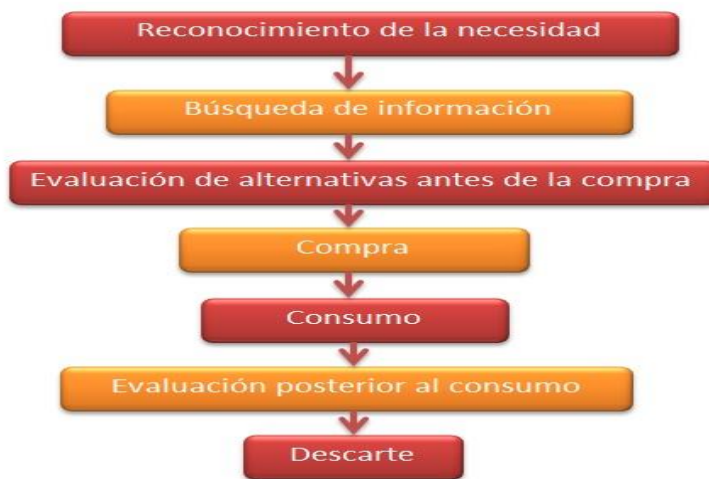 Reconocimiento de la necesidad
Búsqueda de información
Evaluación de alternativas antes de la compra
Compra
Consumo
Evaluación posterior al consumo
Descarte